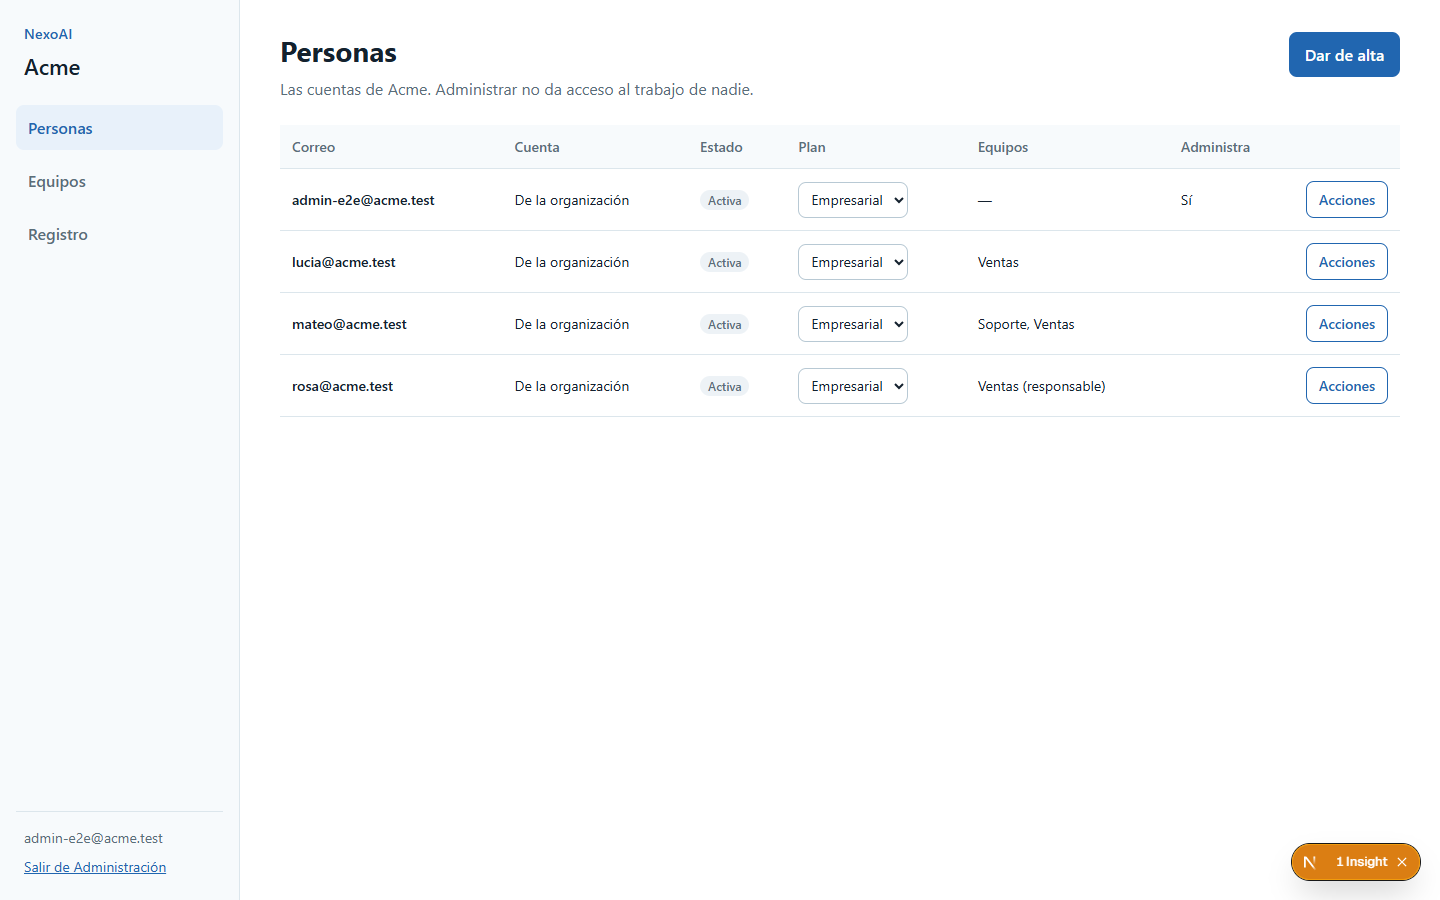 NexoAI
Acme
Personas
Equipos
Registro
admin-e2e@acme.test
Salir de Administración
Personas
Las cuentas de Acme. Administrar no da acceso al trabajo de nadie.
Dar de alta
Correo Cuenta Estado Plan Equipos Administra
admin-e2e@acme.test De la organización Activa Empresarial — Sí Acciones
lucia@acme.test De la organización Activa Empresarial Ventas Acciones
mateo@acme.test De la organización Activa Empresarial Soporte, Ventas Acciones
rosa@acme.test De la organización Activa Empresarial Ventas (responsable) Acciones
N 1 Insight ×